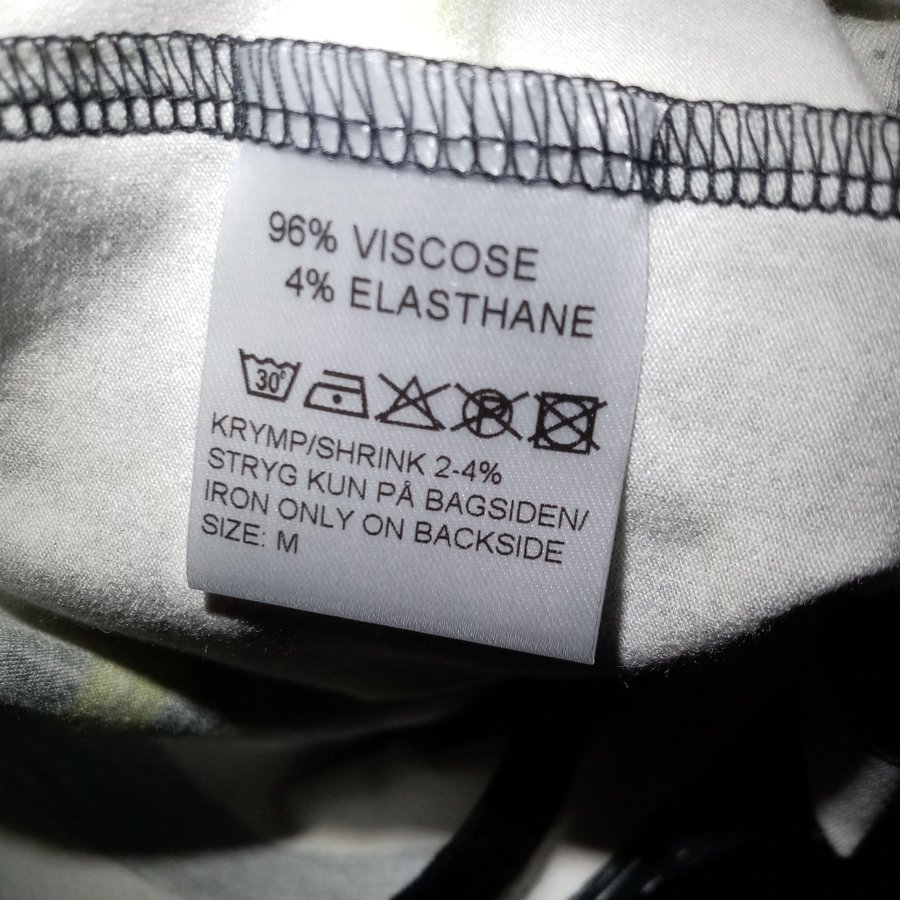 96% VISCOSE
4% ELASTHANE
30°
P
KRYMP/SHRINK 2-4%
STRYG KUN PÅ BAGSIDEN/
IRON ONLY ON BACKSIDE
SIZE: M